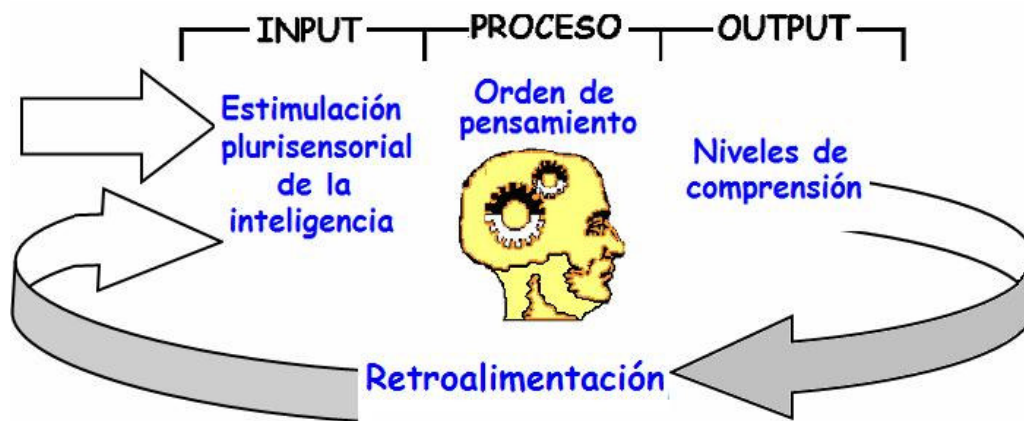 INPUT PROCESO OUTPUT
Estimulación
plurisensorial
de la
inteligencia
Orden de
pensamiento
Niveles de
comprensión
Retroalimentación